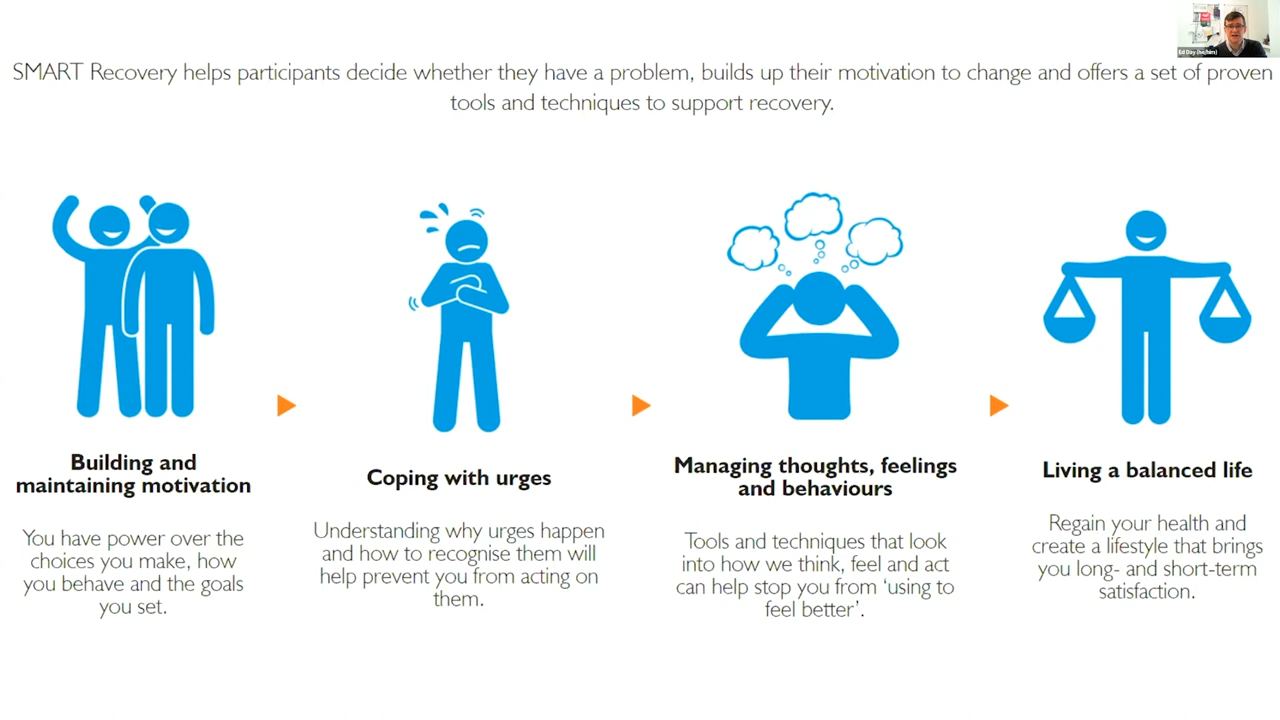 Ed Day (he/him)
SMART Recovery helps participants decide whether they have a problem, builds up their motivation to change and offers a set of proven
tools and techniques to support recovery.
Building and
maintaining motivation
You have power over the
choices you make, how
you behave and the goals
you set.
Coping with urges
Understanding why urges happen
and how to recognise them will
help prevent you from acting on
them.
Managing thoughts, feelings
and behaviours
Tools and techniques that look
into how we think, feel and act
can help stop you from ‘using to
feel better’.
Living a balanced life
Regain your health and
create a lifestyle that brings
you long- and short-term
satisfaction.